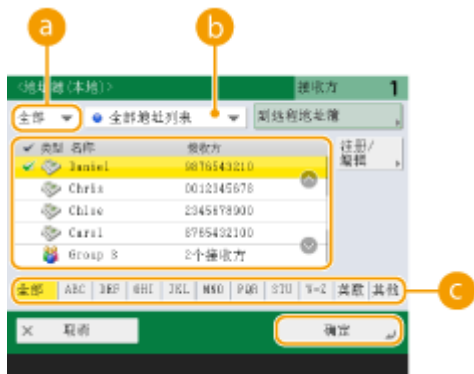 a
b
<地址簿(本地)> 接收方 1
全部 全部地址列表 到远程地址簿
✓ 类型 名称 接收方 注册/
编辑
Daniel 9876543210
Chris 0012345678
Chloe 2345678900
Carol 8765432100
Group B 2个接收方
全部 ABC DEF GHI JKL MNO PQR STU V-Z 英数 其他 c
× 取消 确定